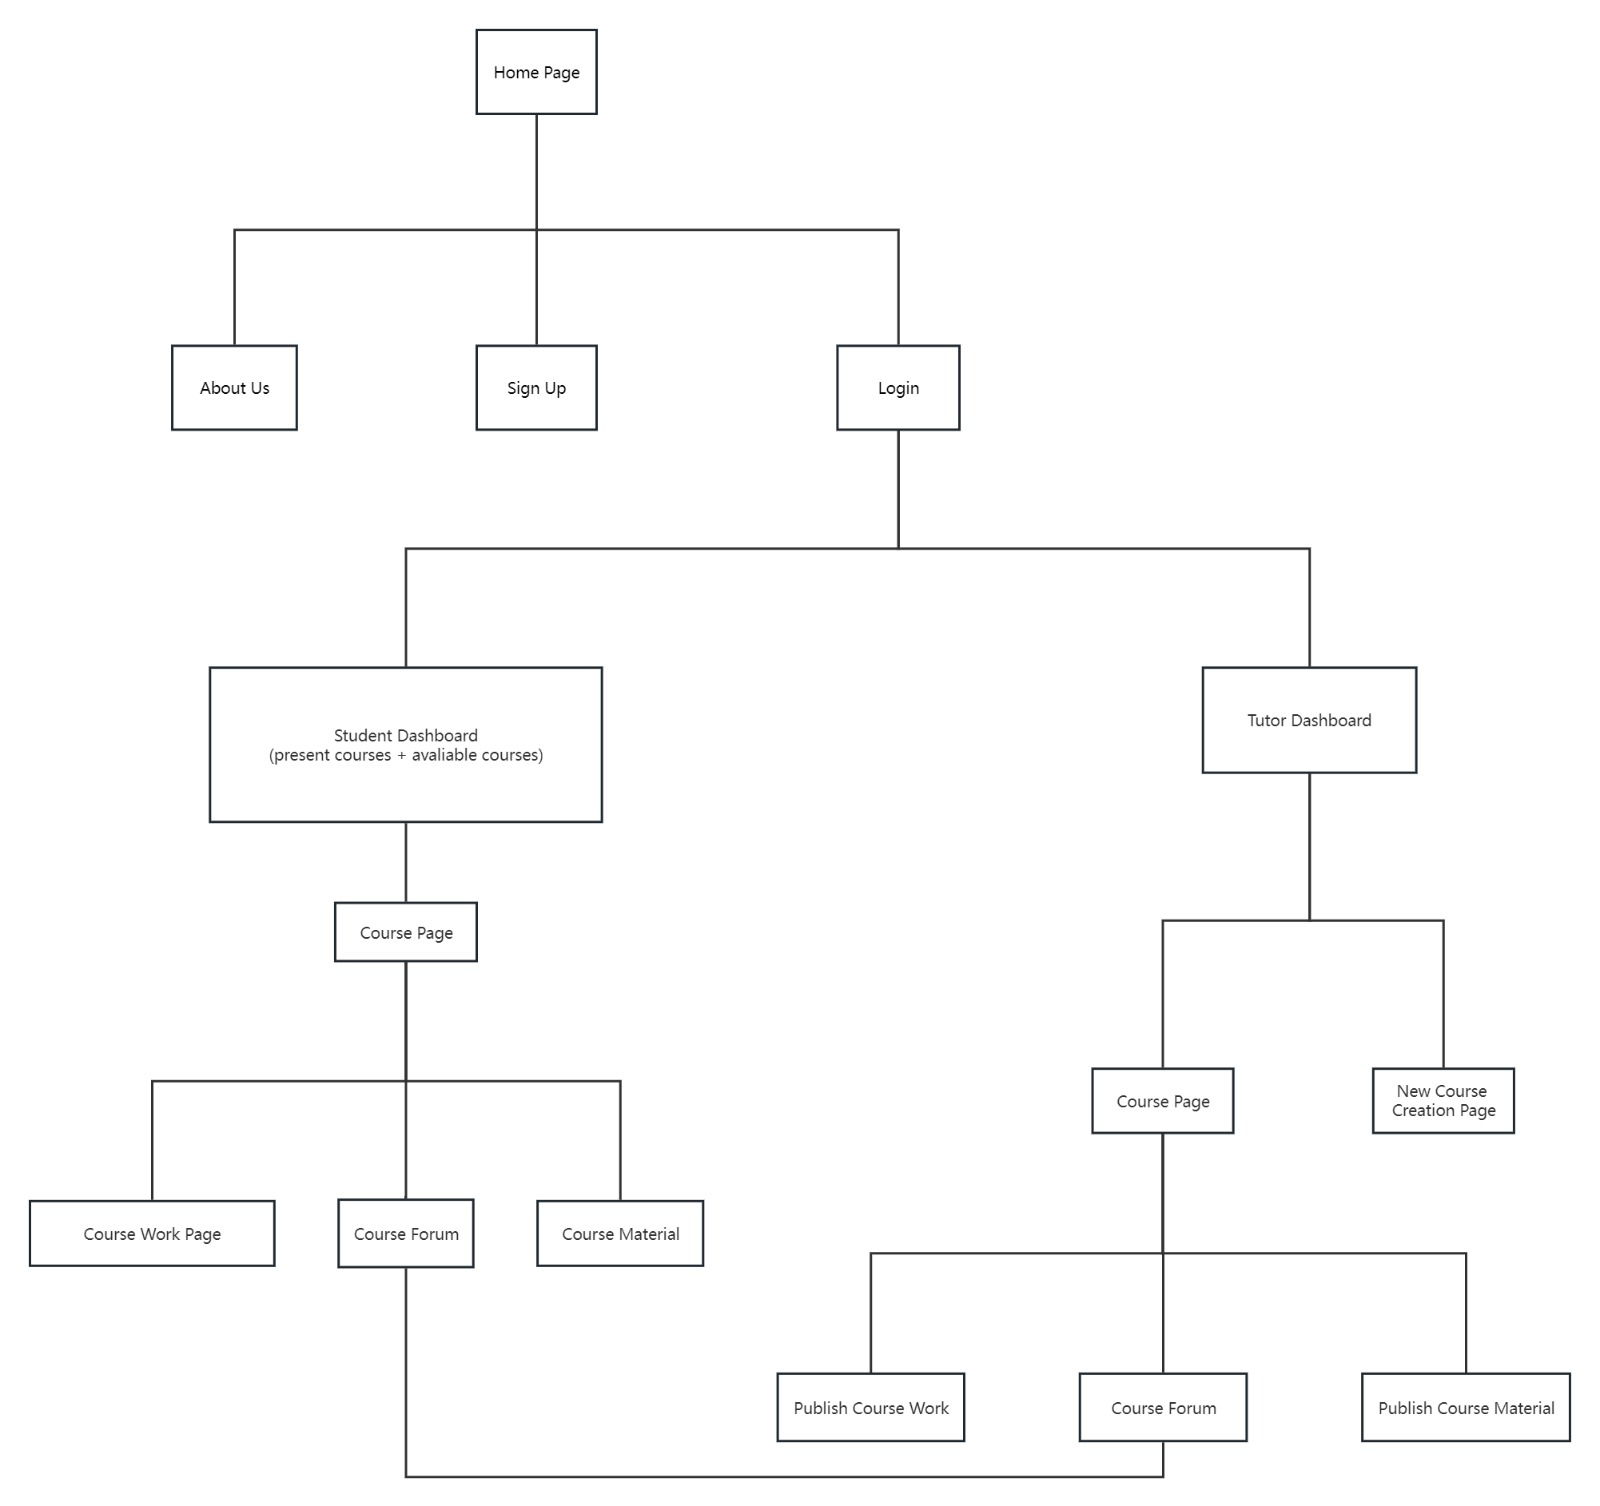 Home Page
About Us
Sign Up
Login
Student Dashboard
(present courses + avaliable courses)
Tutor Dashboard
Course Page
Course Page
New Course
Creation Page
Course Work Page
Course Forum
Course Material
Publish Course Work
Course Forum
Publish Course Material